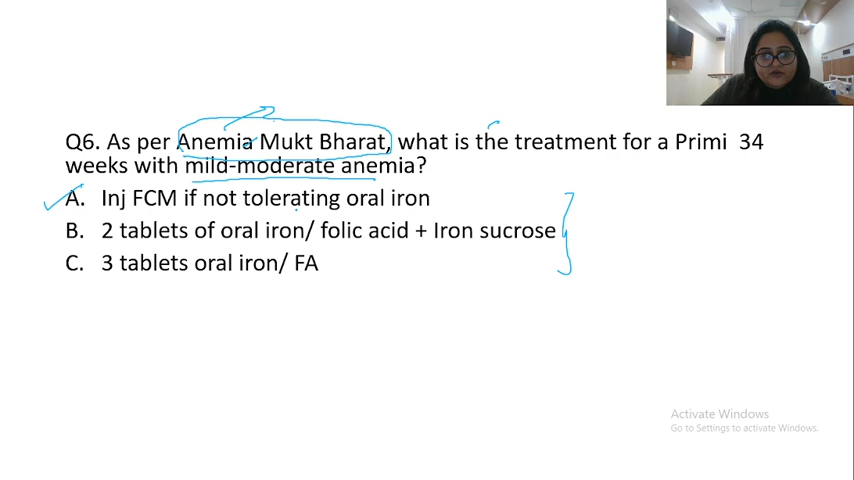 Q6. As per Anemia Mukt Bharat, what is the treatment for a Primi 34
weeks with mild-moderate anemia?
A. Inj FCM if not tolerating oral iron
B. 2 tablets of oral iron/ folic acid + Iron sucrose
C. 3 tablets oral iron/ FA
Activate Windows
Go to Settings to activate Windows.